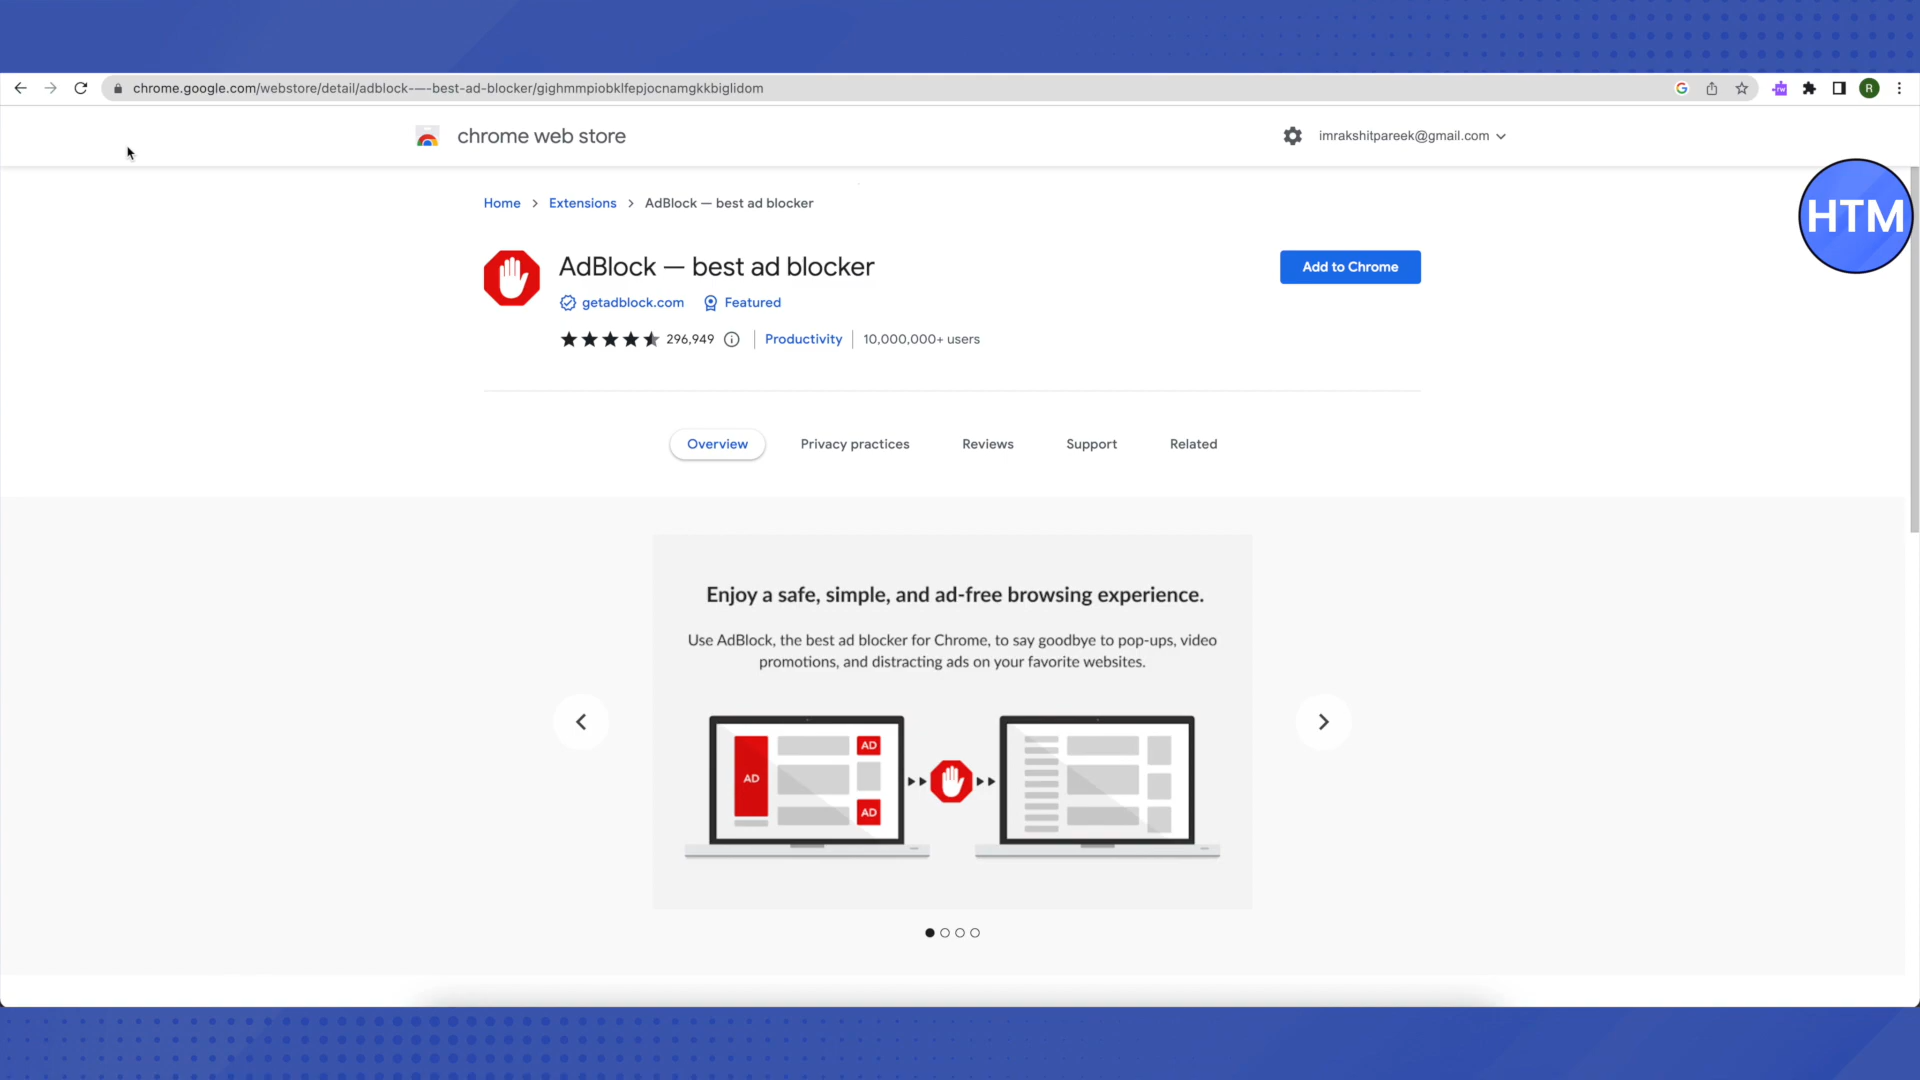 chrome.google.com/webstore/detail/adblock-—-best-ad-blocker/gighmmpiobklfepjocnamgkkbiglidom
R
chrome web store
imrakshitpareek@gmail.com
HTM
Home > Extensions > AdBlock — best ad blocker
AdBlock — best ad blocker
Add to Chrome
getadblock.com
Featured
296,949
Productivity
10,000,000+ users
Overview
Privacy practices
Reviews
Support
Related
Enjoy a safe, simple, and ad-free browsing experience.
Use AdBlock, the best ad blocker for Chrome, to say goodbye to pop-ups, video
promotions, and distracting ads on your favorite websites.
AD
AD
AD